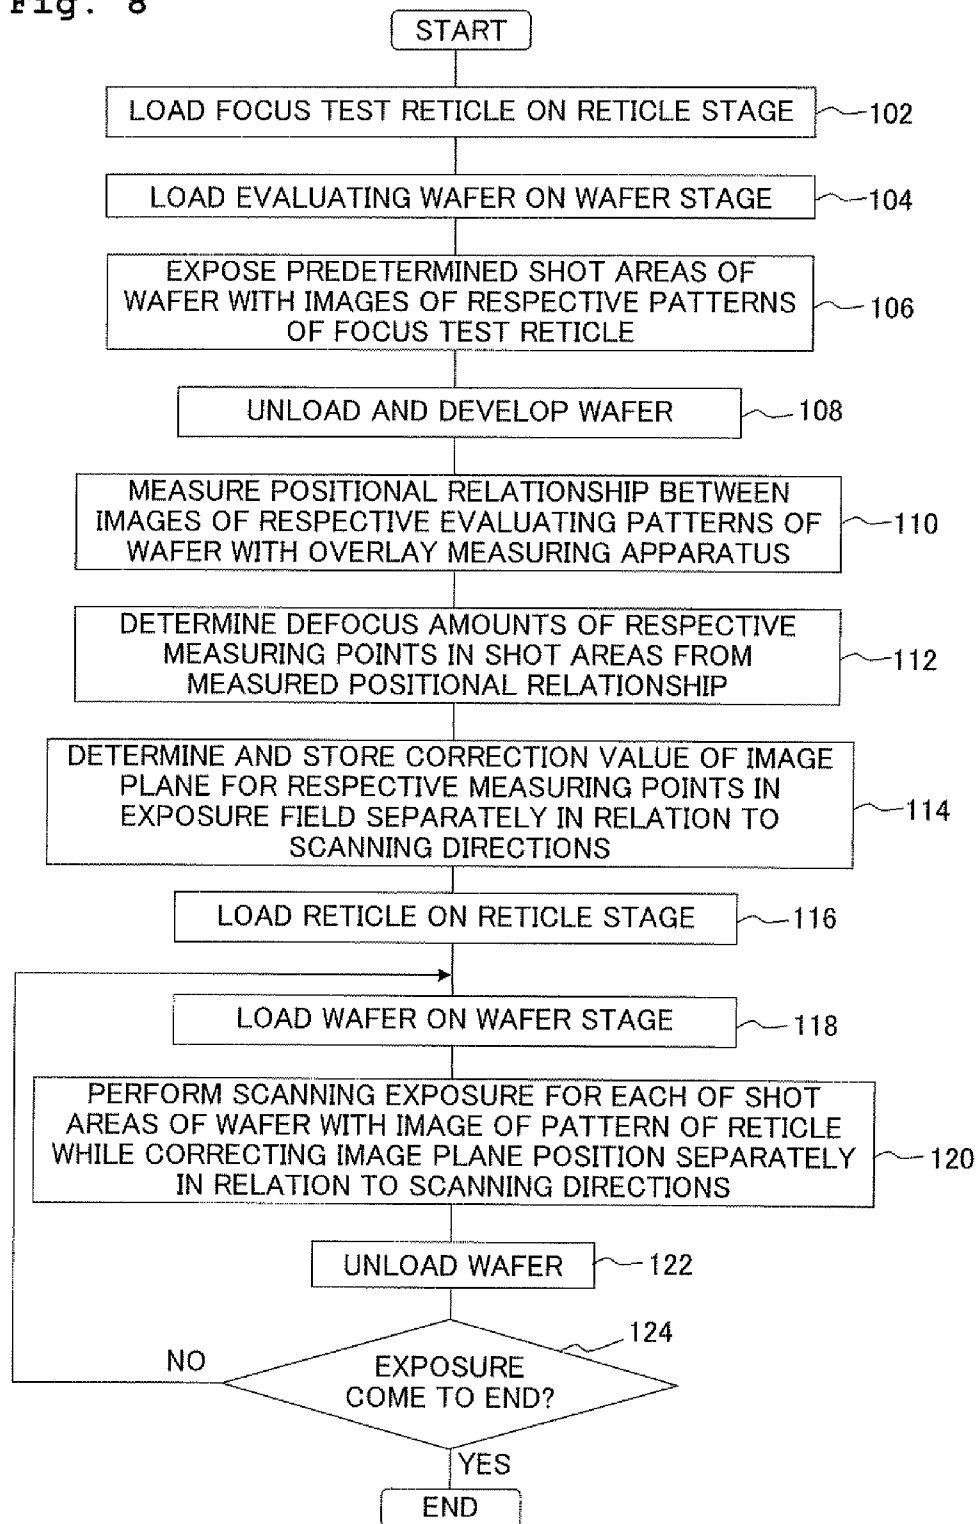 Fig. 8
START
LOAD FOCUS TEST RETICLE ON RETICLE STAGE
102
LOAD EVALUATING WAFER ON WAFER STAGE
104
EXPOSE PREDETERMINED SHOT AREAS OF
WAFER WITH IMAGES OF RESPECTIVE PATTERNS
OF FOCUS TEST RETICLE
106
UNLOAD AND DEVELOP WAFER
108
MEASURE POSITIONAL RELATIONSHIP BETWEEN
IMAGES OF RESPECTIVE EVALUATING PATTERNS OF
WAFER WITH OVERLAY MEASURING APPARATUS
110
DETERMINE DEFOCUS AMOUNTS OF RESPECTIVE
MEASURING POINTS IN SHOT AREAS FROM
MEASURED POSITIONAL RELATIONSHIP
112
DETERMINE AND STORE CORRECTION VALUE OF IMAGE
PLANE FOR RESPECTIVE MEASURING POINTS IN
EXPOSURE FIELD SEPARATELY IN RELATION TO
SCANNING DIRECTIONS
114
LOAD RETICLE ON RETICLE STAGE
116
LOAD WAFER ON WAFER STAGE
118
PERFORM SCANNING EXPOSURE FOR EACH OF SHOT
AREAS OF WAFER WITH IMAGE OF PATTERN OF RETICLE
WHILE CORRECTING IMAGE PLANE POSITION SEPARATELY
IN RELATION TO SCANNING DIRECTIONS
120
UNLOAD WAFER
122
124
NO
EXPOSURE
COME TO END?
YES
END